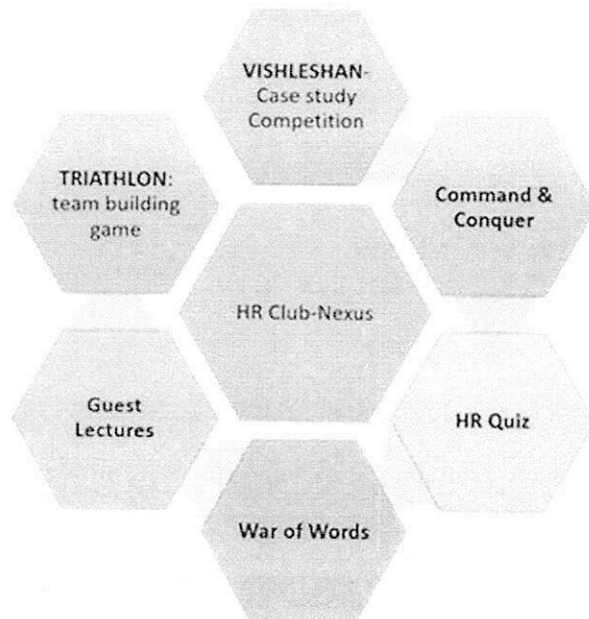 VISHLESHAN-
Case study
Competition
TRIATHLON:
team building
game
Command &
Conquer
HR Club-Nexus
Guest
Lectures
HR Quiz
War of Words